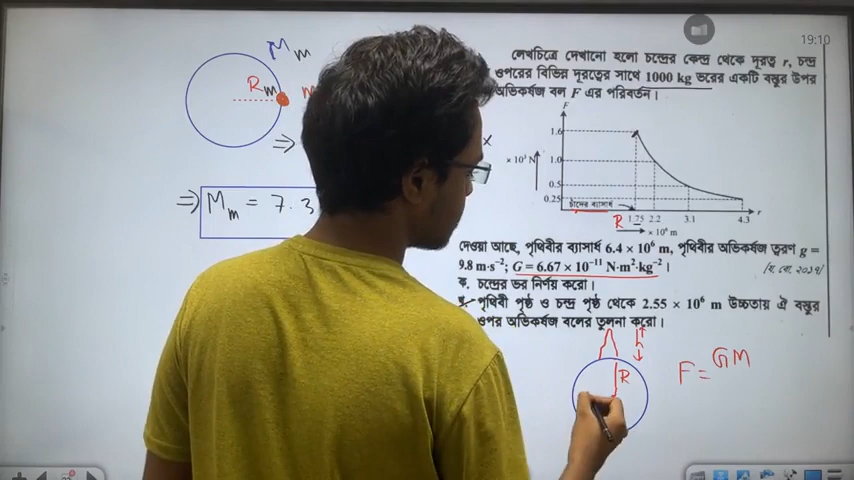 19:10
M m
R m
m
⇒
x
⇒ M m = 7.3
লেখচিত্রে দেখানো হলো চন্দ্রের কেন্দ্র থেকে দূরত্ব r, চন্দ্র
ওপরের বিভিন্ন দূরত্বের সাথে 1000 kg ভরের একটি বস্তুর উপর
অভিকর্ষজ বল F এর পরিবর্তন।
F
1.6
× 10³ N
1.0
0.5
0.25
চাঁদের ব্যাসার্ধ
R
1.75 2.2 3.1 4.3 r
× 10⁶ m
দেওয়া আছে, পৃথিবীর ব্যাসার্ধ 6.4 × 10⁶ m, পৃথিবীর অভিকর্ষজ ত্বরণ g =
9.8 m·s⁻²; G = 6.67 × 10⁻¹¹ N·m²·kg⁻²।
ক. চন্দ্রের ভর নির্ণয় করো।
পৃথিবী পৃষ্ঠ ও চন্দ্র পৃষ্ঠ থেকে 2.55 × 10⁶ m উচ্চতায় ঐ বস্তুর
ওপর অভিকর্ষজ বলের তুলনা করো।
h
R
F = GM